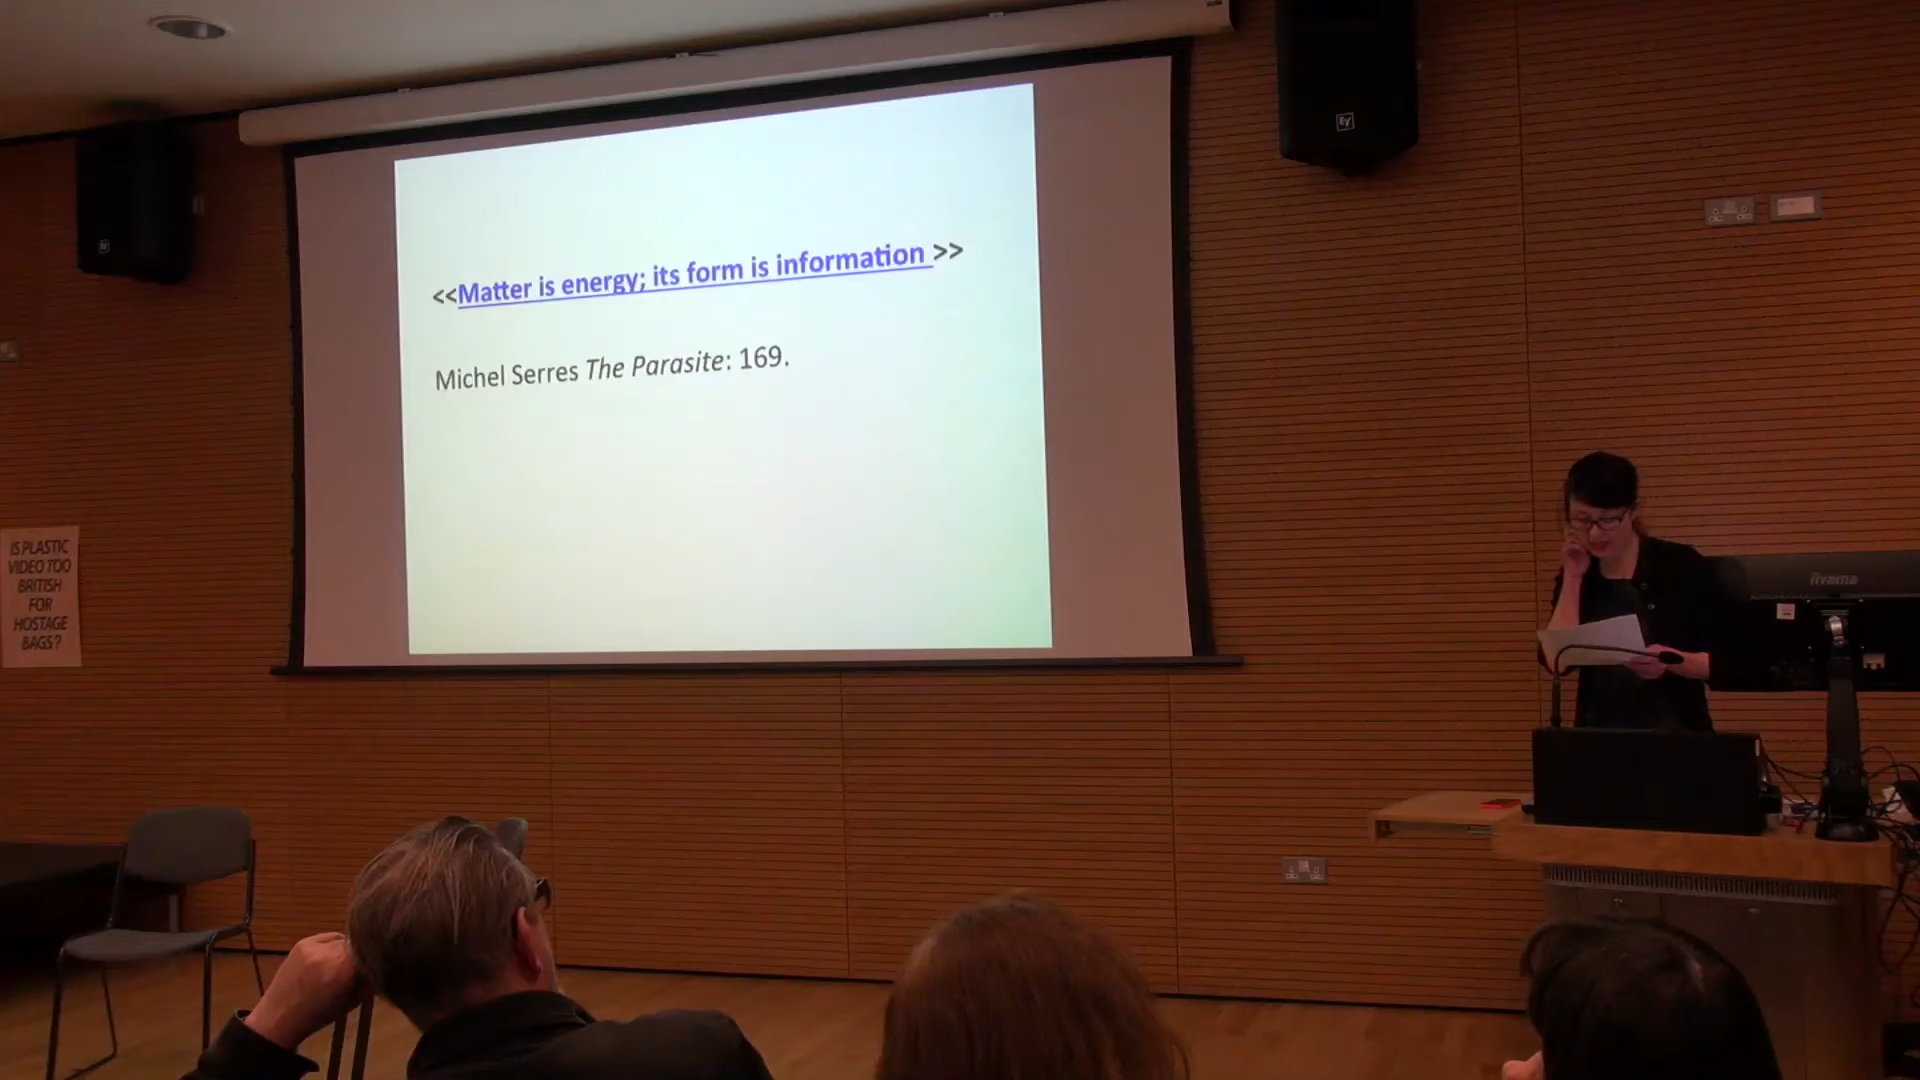 <<Matter is energy; its form is information >>
Michel Serres The Parasite: 169.
IS PLASTIC
VIDEO TOO
BRITISH
FOR
HOSTAGE
BAGS?
EV
iiyama